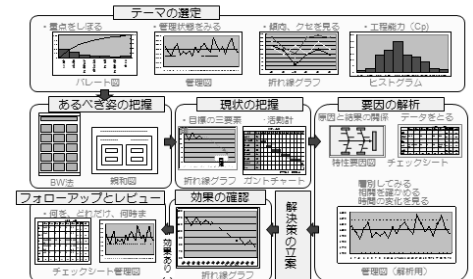 テーマの選定
・重点をしぼる
・管理状態をみる
・傾向、クセを見る
・工程能力（Cp）
パレート図
管理図
折れ線グラフ
ヒストグラム
あるべき姿の把握
BW法
親和図
現状の把握
・目標の三要素
・活動計
折れ線グラフ
ガントチャート
要因の解析
原因と結果の関係
データをとる
特性要因図
チェックシート
層別してみる
時間の変化を見る
管理図（解析用）
解決策の立案
効果の確認
折れ線グラフ
フォローアップとレビュー
・何を、どれだけ、何時ま
チェックシート
管理図